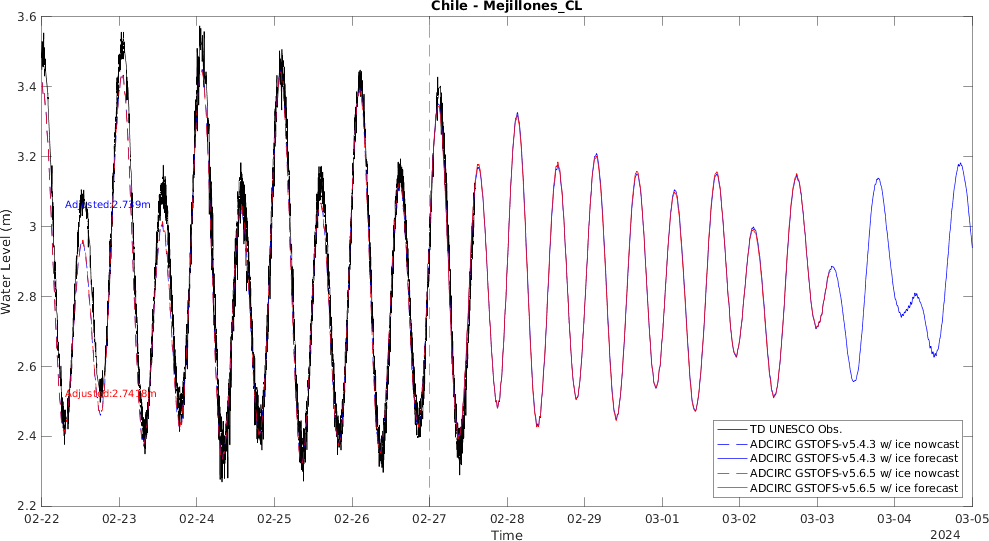 Chile - Mejillones_CL
3.6
3.4
3.2
3
2.8
2.6
2.4
2.2
Water Level (m)
Adjusted:2.739m
Adjusted:2.7418m
TD UNESCO Obs.
ADCIRC GSTOFS-v5.4.3 w/ ice nowcast
ADCIRC GSTOFS-v5.4.3 w/ ice forecast
ADCIRC GSTOFS-v5.6.5 w/ ice nowcast
ADCIRC GSTOFS-v5.6.5 w/ ice forecast
02-22 02-23 02-24 02-25 02-26 02-27 02-28 02-29 03-01 03-02 03-03 03-04 03-05
Time
2024